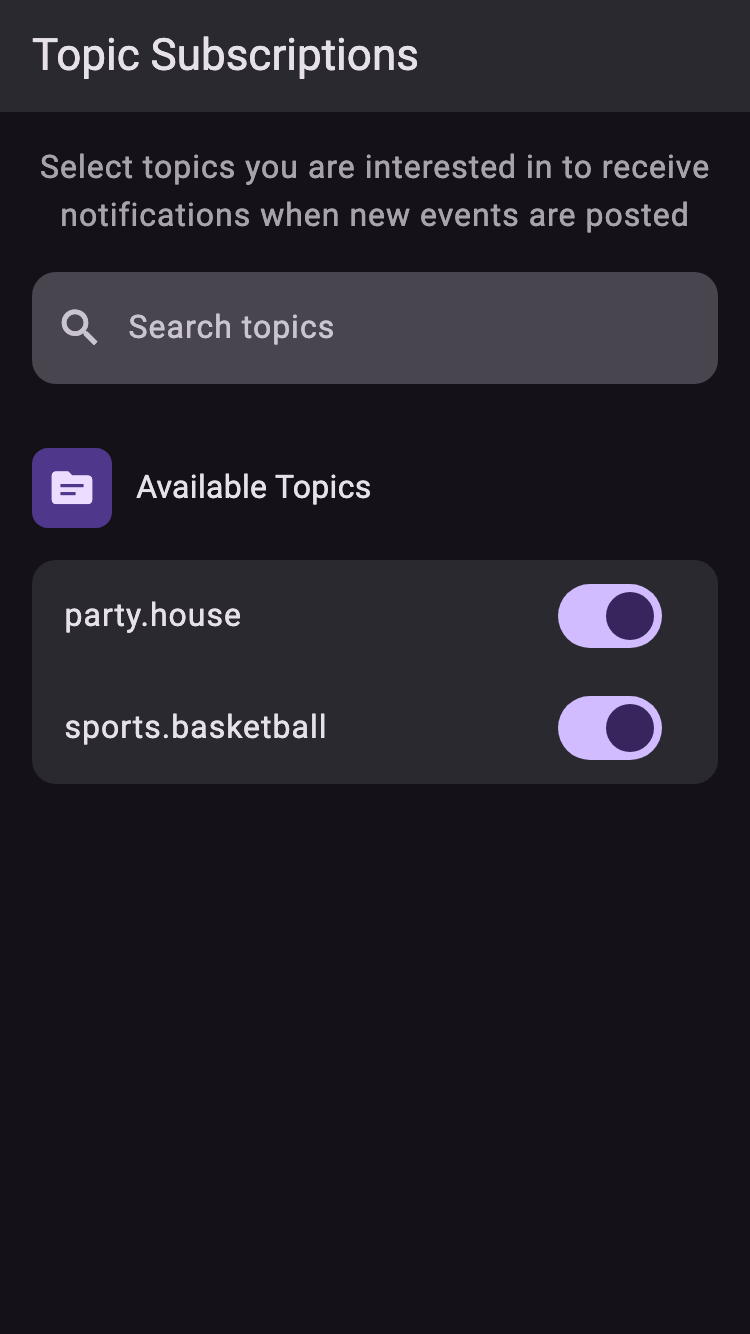 Topic Subscriptions
Select topics you are interested in to receive
notifications when new events are posted
Search topics
Available Topics
party.house
sports.basketball